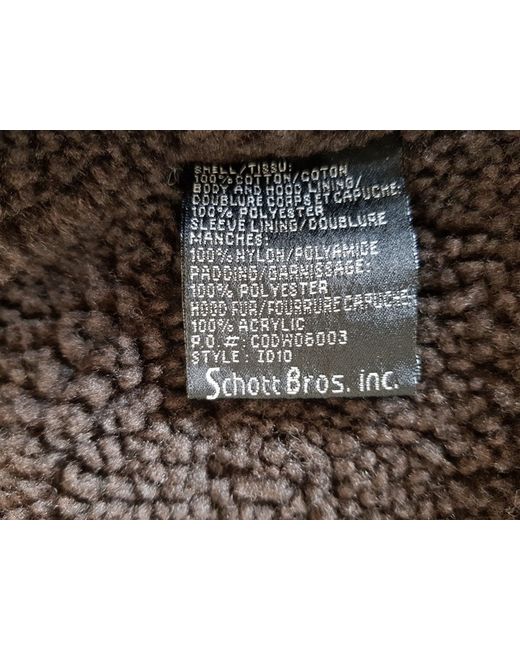 SHELL/TISSU:
100% COTTON/COTON
BODY AND HOOD LINING/
DOUBLURE CORPS ET CAPUCHE:
100% POLYESTER
SLEEVE LINING/DOUBLURE
MANCHES:
100% NYLON/POLYAMIDE
PADDING/GARNISSAGE:
100% POLYESTER
HOOD FUR/FOURRURE CAPUCHE:
100% ACRYLIC
P.O.#: CODW06003
STYLE: ID10
Schott Bros. inc.